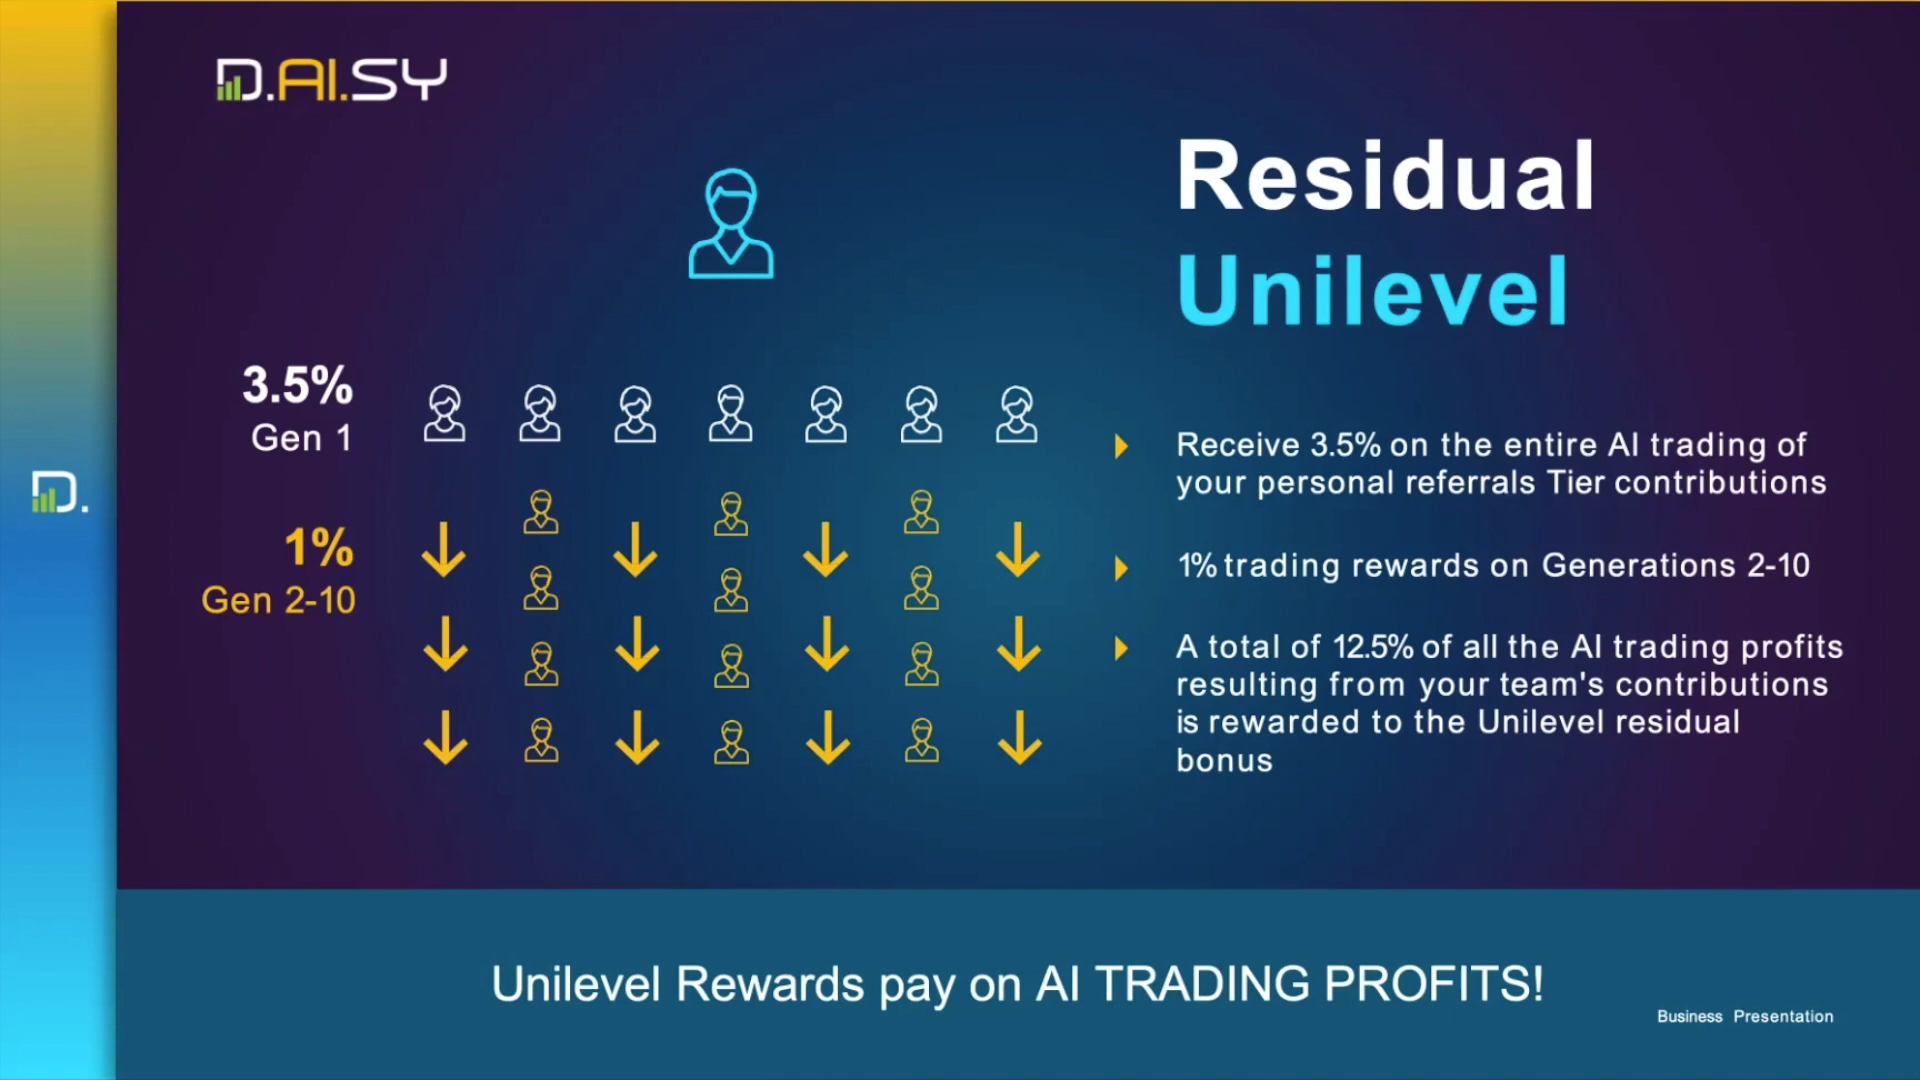 D.AI.SY
Residual
Unilevel
3.5%
Gen 1
1%
Gen 2-10
D.
Receive 3.5% on the entire AI trading of
your personal referrals Tier contributions
1% trading rewards on Generations 2-10
A total of 12.5% of all the AI trading profits
resulting from your team's contributions
is rewarded to the Unilevel residual
bonus
Unilevel Rewards pay on AI TRADING PROFITS!
Business Presentation